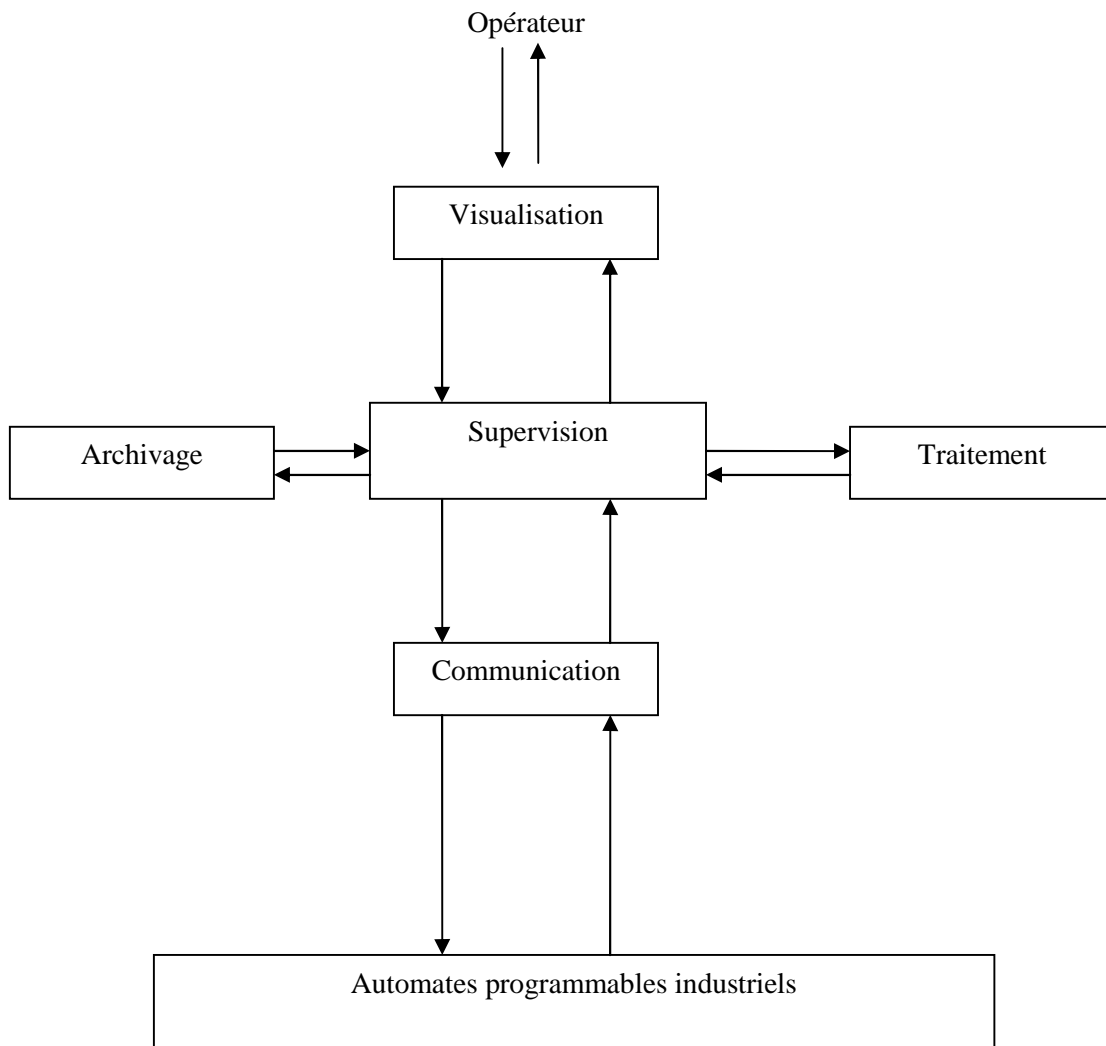 Opérateur
Visualisation
Supervision
Archivage
Traitement
Communication
Automates programmables industriels